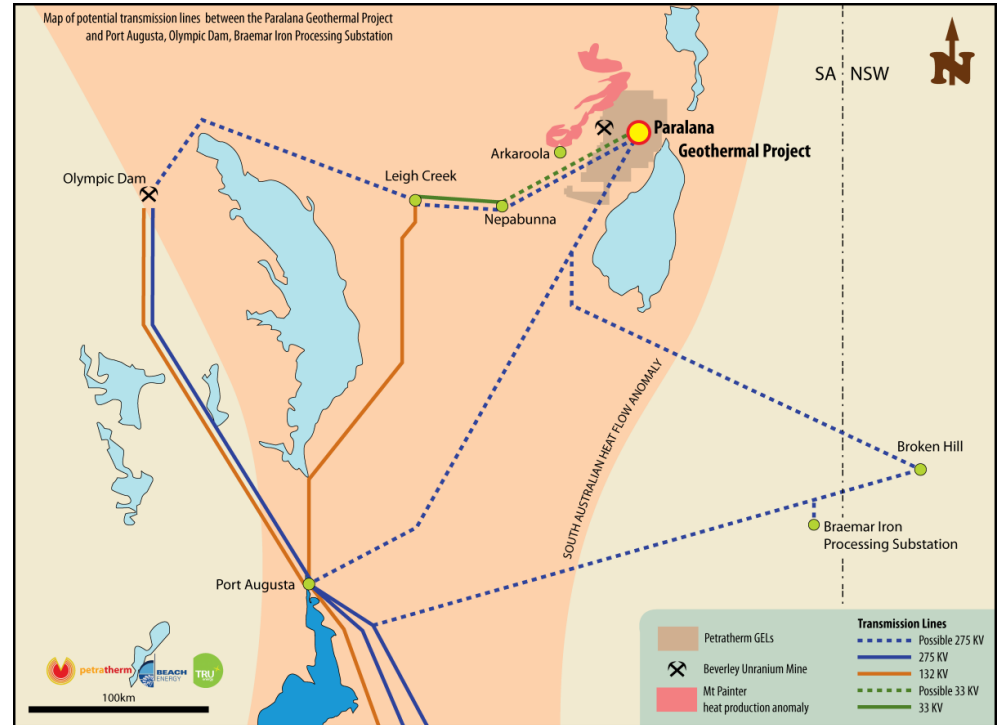 Map of potential transmission lines between the Paralana Geothermal Project
and Port Augusta, Olympic Dam, Braemar Iron Processing Substation
SA NSW
N
Paralana
Geothermal Project
Arkaroola
Olympic Dam
Leigh Creek
Nepabunna
SOUTH AUSTRALIAN HEAT FLOW ANOMALY
Broken Hill
Braemar Iron
Processing Substation
Port Augusta
petratherm
BEACH
ENERGY
TRU
100km
Petratherm GELs
Beverley Unranium Mine
Mt Painter
heat production anomaly
Transmission Lines
Possible 275 KV
275 KV
132 KV
Possible 33 KV
33 KV